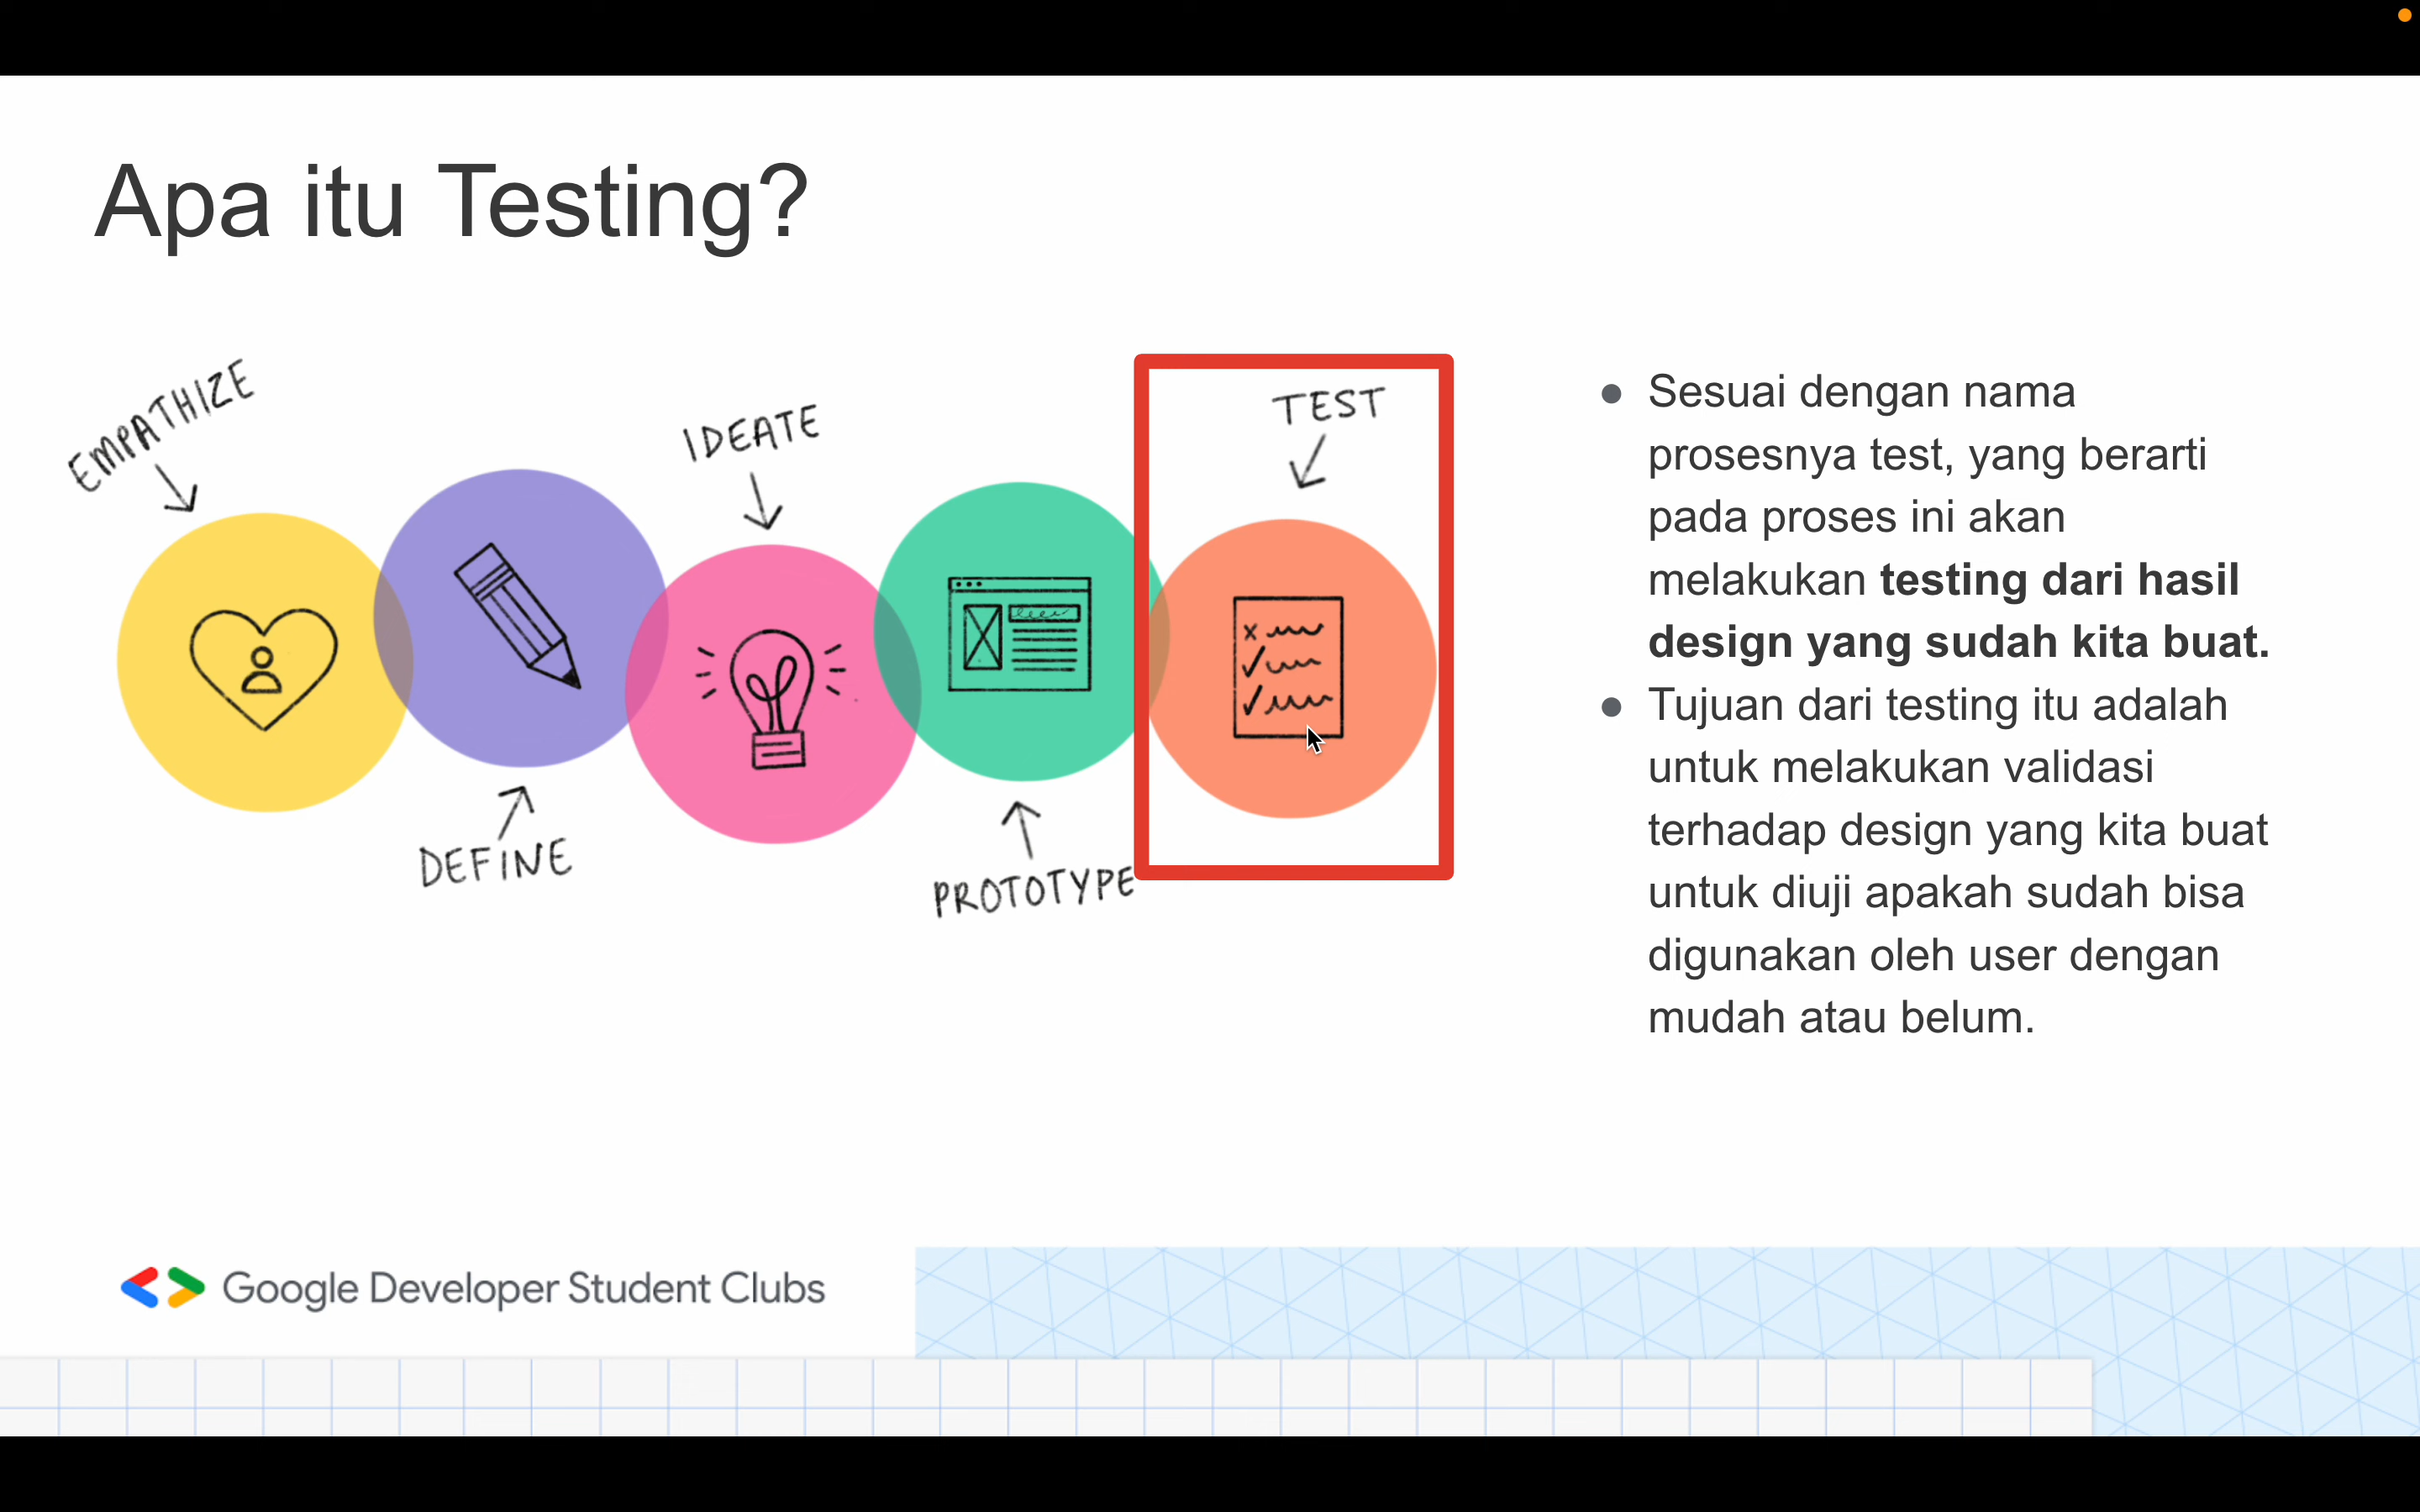 Apa itu Testing?
EMPATHIZE
DEFINE
IDEATE
PROTOTYPE
TEST
● Sesuai dengan nama
prosesnya test, yang berarti
pada proses ini akan
melakukan testing dari hasil
design yang sudah kita buat.
● Tujuan dari testing itu adalah
untuk melakukan validasi
terhadap design yang kita buat
untuk diuji apakah sudah bisa
digunakan oleh user dengan
mudah atau belum.
Google Developer Student Clubs